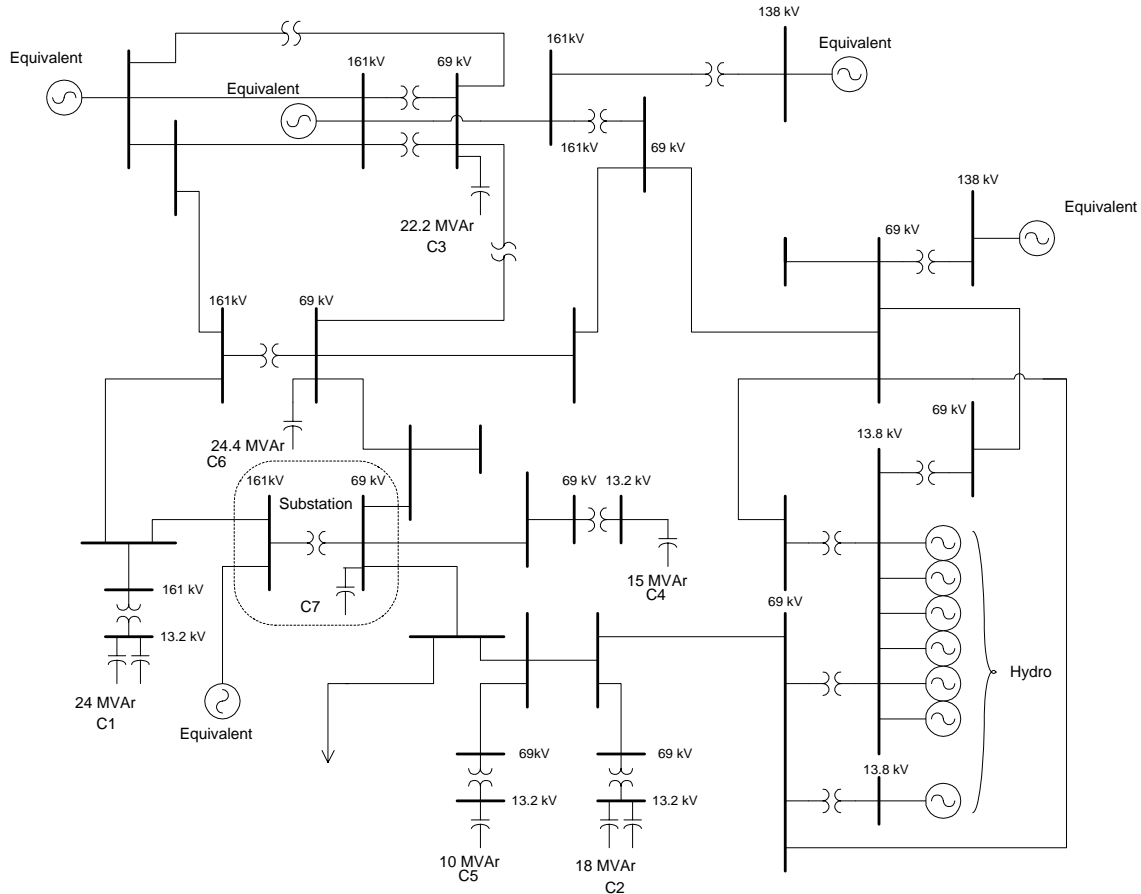 138 kV
161kV
Equivalent
Equivalent
161kV
69 kV
Equivalent
161kV
69 kV
138 kV
22.2 MVAr
C3
Equivalent
69 kV
161kV
69 kV
69 kV
13.8 kV
24.4 MVAr
C6
161kV
69 kV
Substation
69 kV
13.2 kV
15 MVAr
C4
161 kV
C7
69 kV
13.2 kV
Hydro
24 MVAr
C1
Equivalent
69kV
69 kV
13.8 kV
13.2 kV
13.2 kV
10 MVAr
C5
18 MVAr
C2